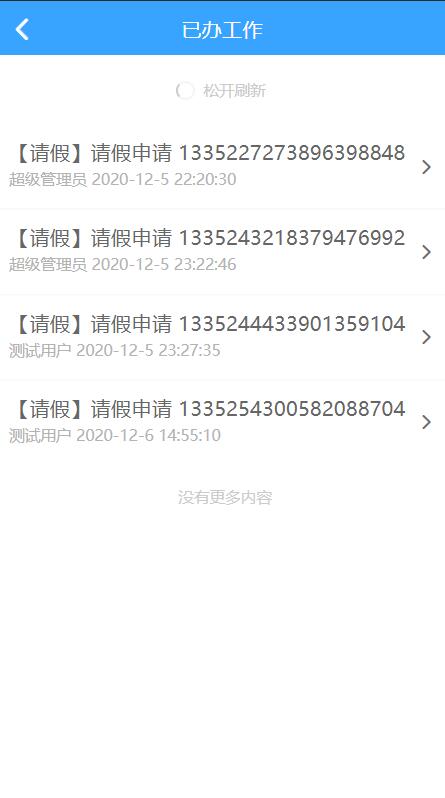 已办工作
松开刷新
【请假】请假申请 1335227273896398848
超级管理员 2020-12-5 22:20:30
【请假】请假申请 1335243218379476992
超级管理员 2020-12-5 23:22:46
【请假】请假申请 1335244433901359104
测试用户 2020-12-5 23:27:35
【请假】请假申请 1335254300582088704
测试用户 2020-12-6 14:55:10
没有更多内容